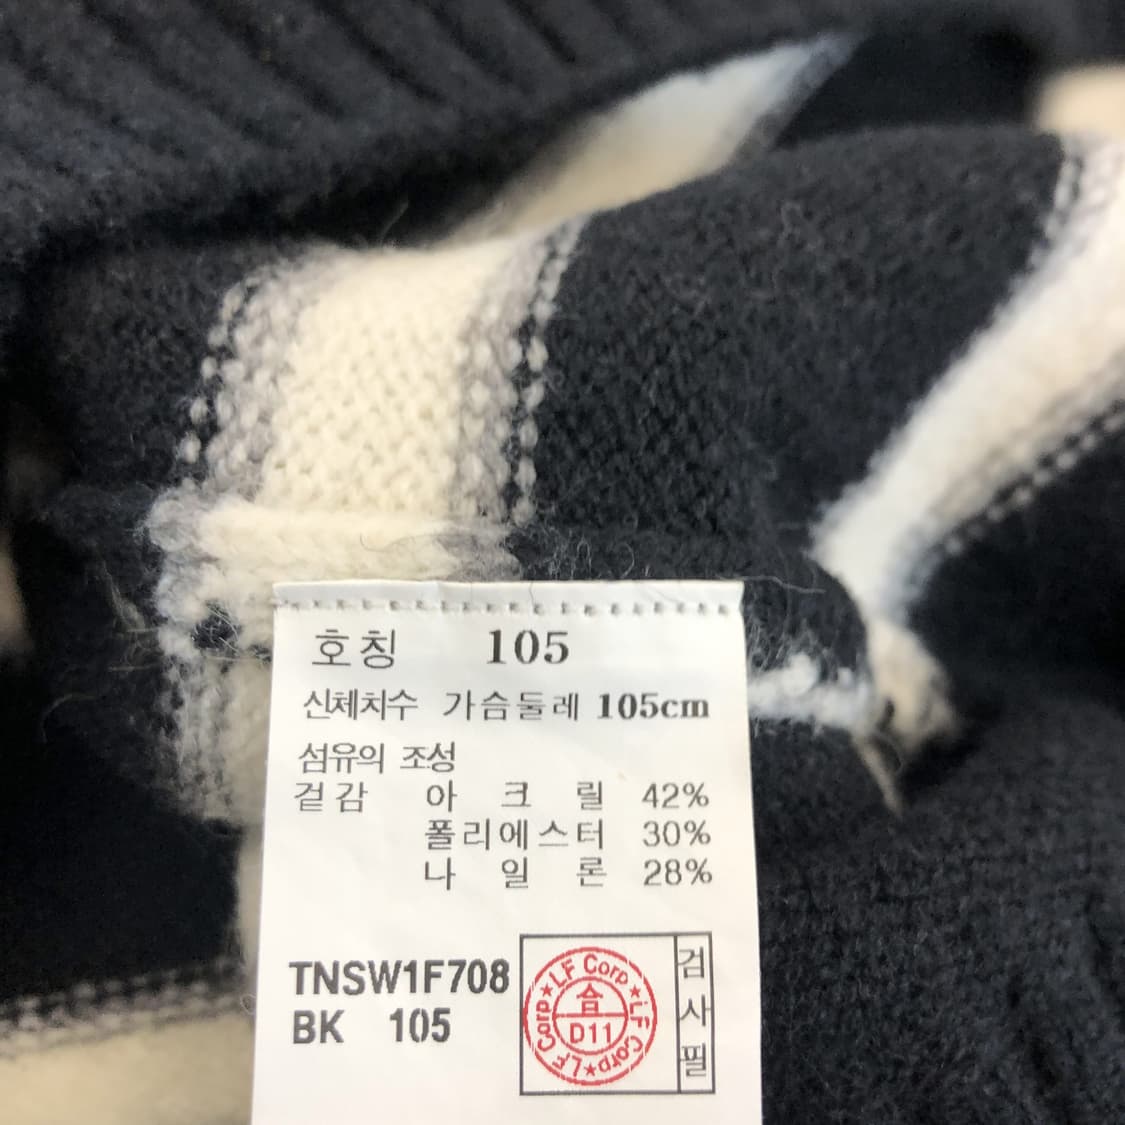 호칭 105
신체치수 가슴둘레 105cm
섬유의 조성
겉감 아크릴 42%
폴리에스터 30%
나일론 28%
TNSW1F708
BK 105
LF Corp★LF Corp★LF Corp★
合
D11
검사필